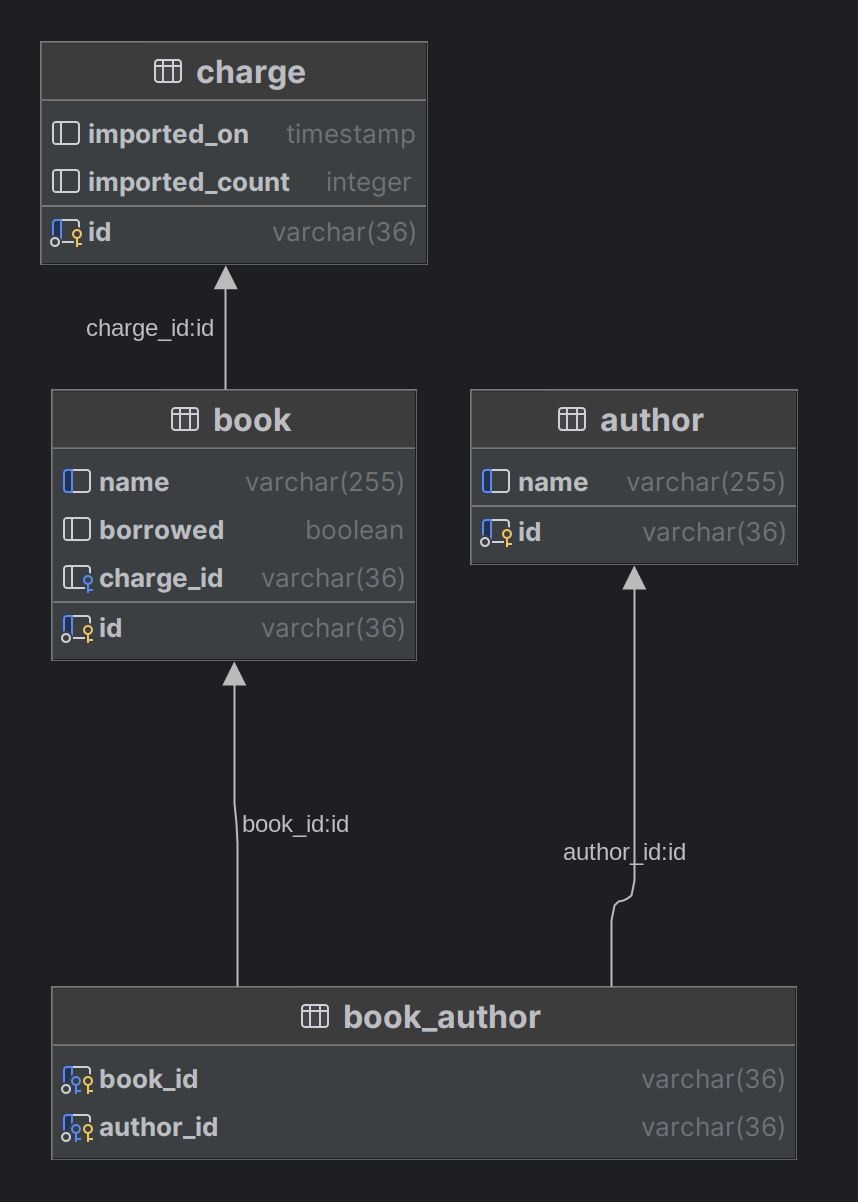 charge
imported_on timestamp
imported_count integer
id varchar(36)
charge_id:id
book
name varchar(255)
borrowed boolean
charge_id varchar(36)
id varchar(36)
author
name varchar(255)
id varchar(36)
book_id:id
author_id:id
book_author
book_id varchar(36)
author_id varchar(36)